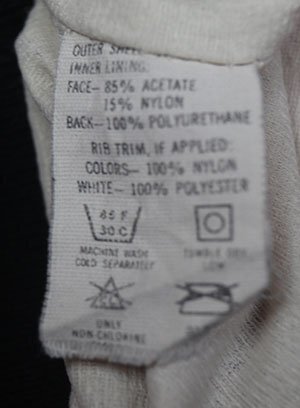 OUTER SHELL
INNER LINING:
FACE—85% ACETATE
15% NYLON
BACK—100% POLYURETHANE
RIB TRIM, IF APPLIED:
COLORS—100% NYLON
WHITE—100% POLYESTER
85 F
30 C
MACHINE WASH
COLD SEPARATELY
TUMBLE DRY
LOW
CL
ONLY
NON-CHLORINE